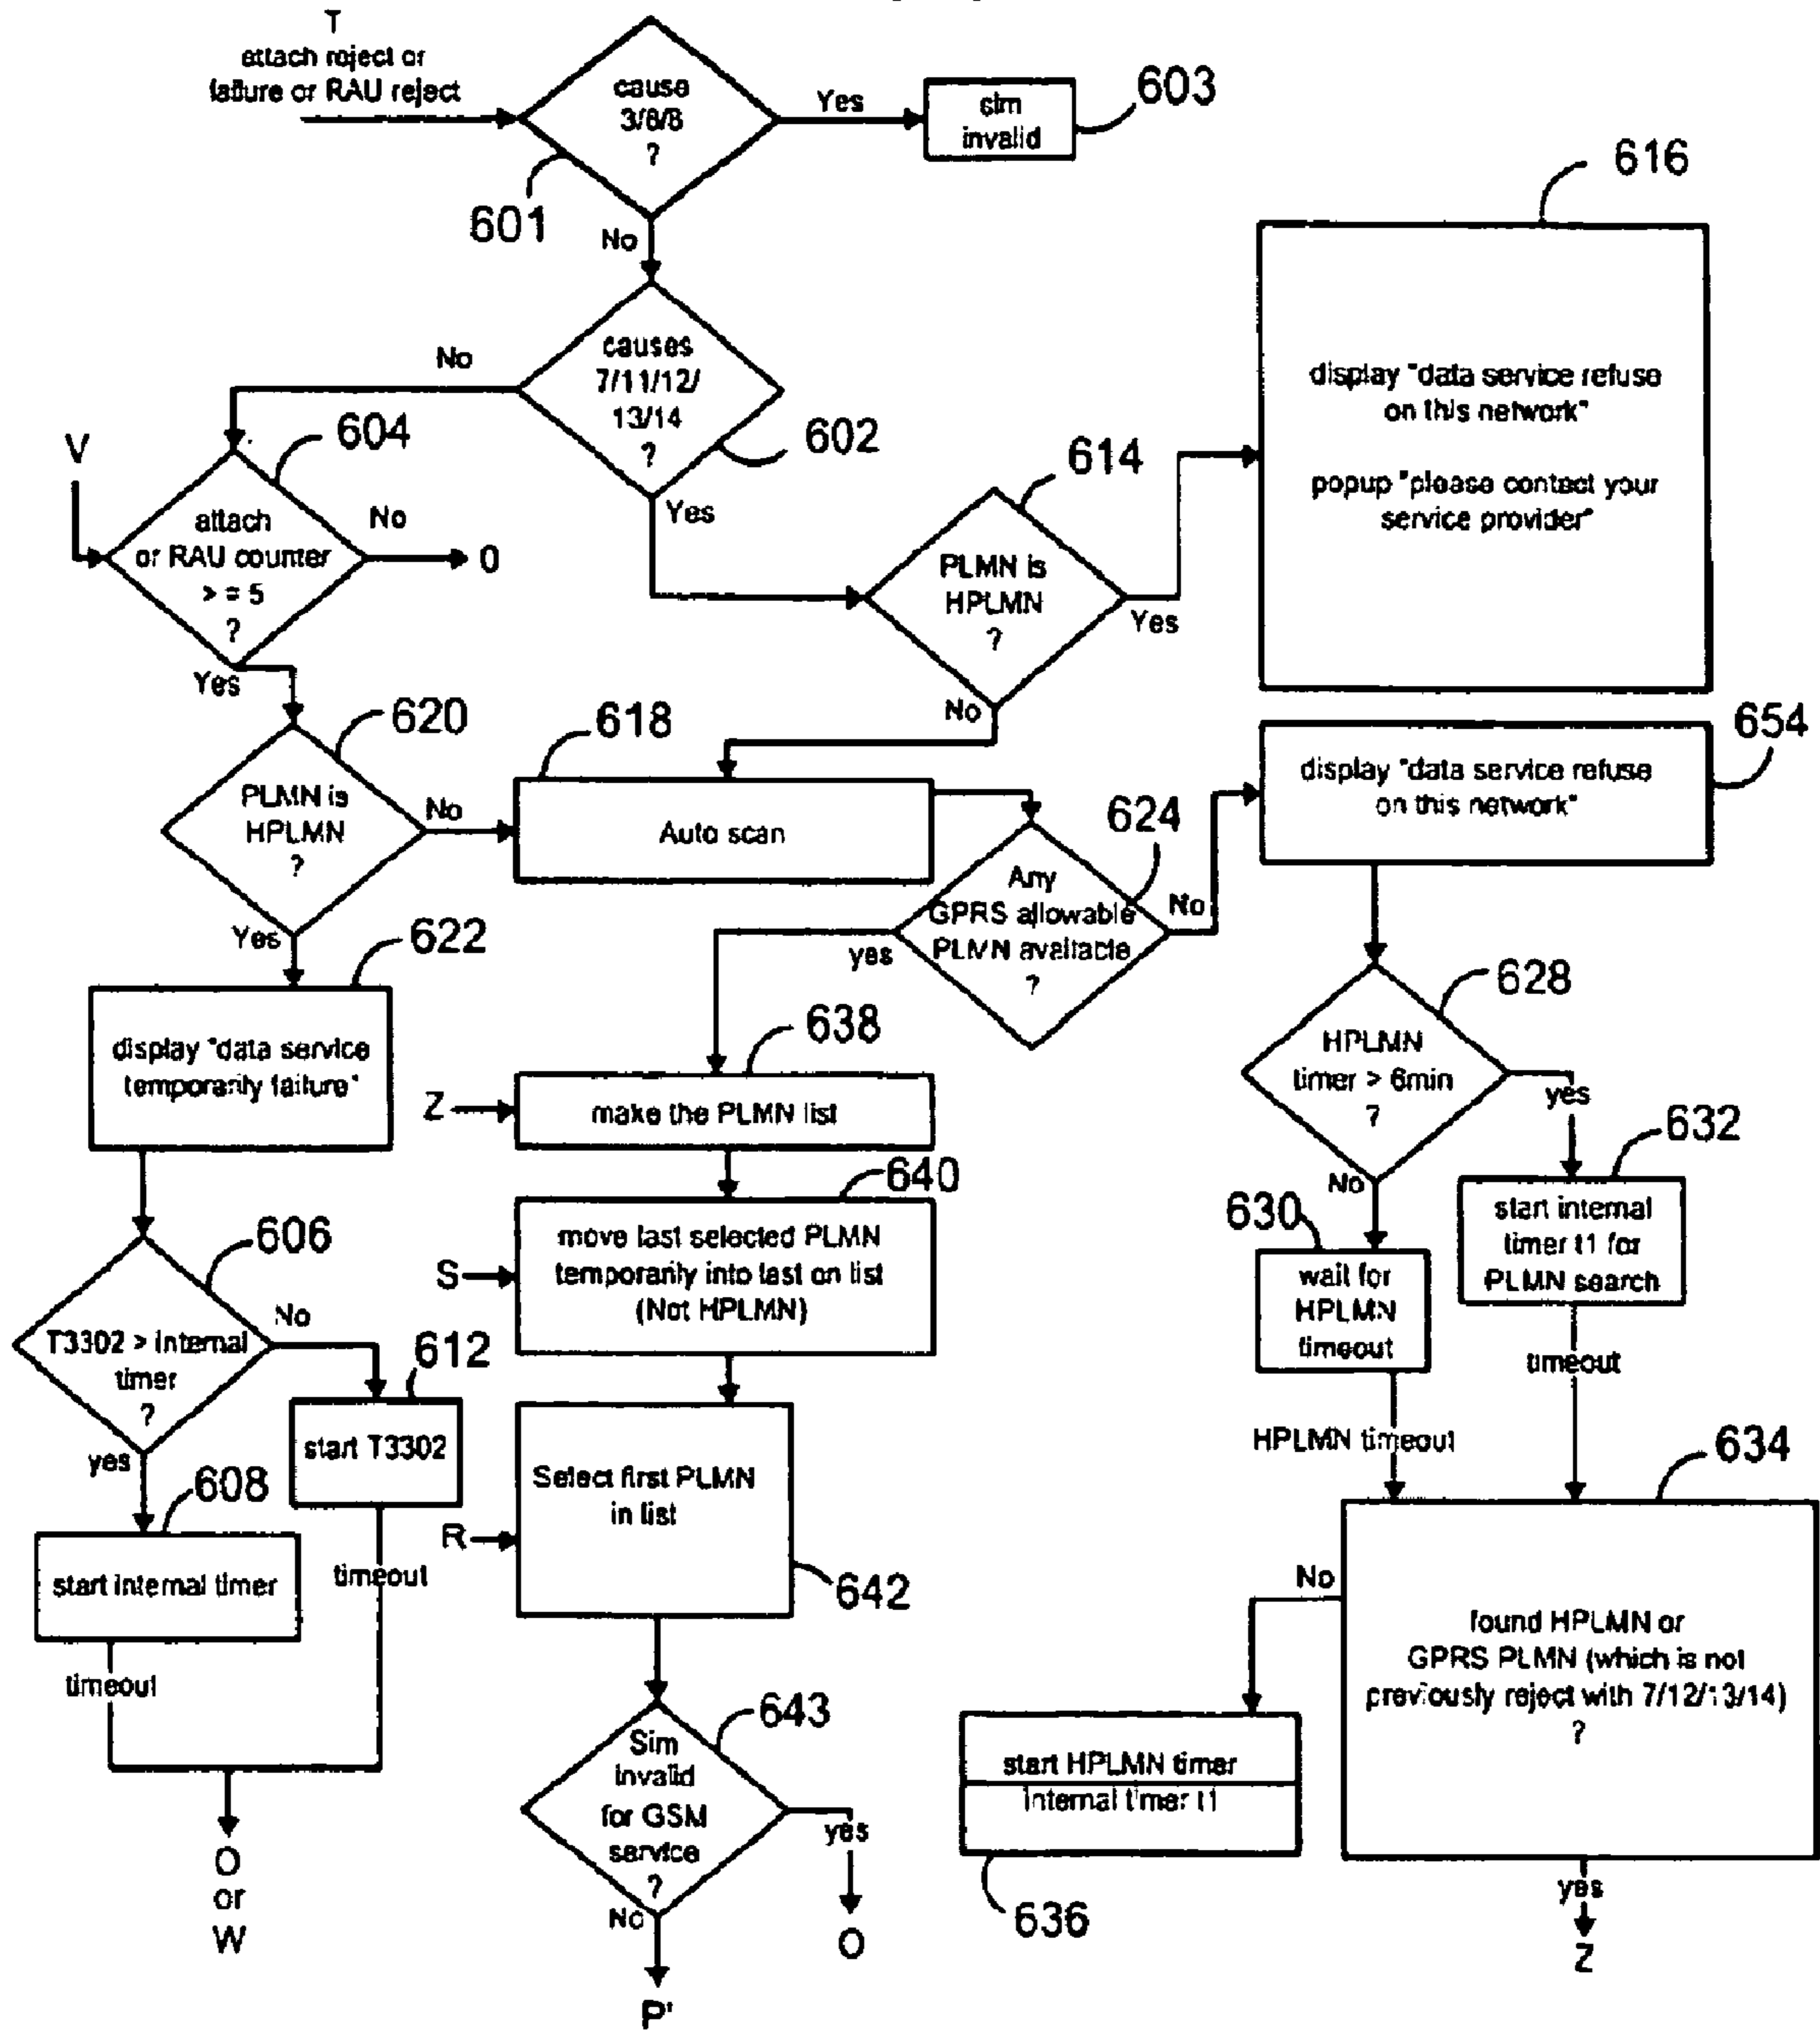 T
attach reject or
failure or RAU reject
cause
3/6/8
?
Yes
sim
invalid
603
601
No
616
causes
7/11/12/
13/14
?
No
602
Yes
display "data service refuse
on this network"
popup "please contact your
service provider"
V
604
attach
or RAU counter
> = 5
?
No
0
Yes
614
PLMN is
HPLMN
?
Yes
No
620
PLMN is
HPLMN
?
No
Yes
618
Auto scan
624
Any
GPRS allowable
PLMN available
?
yes
No
654
display "data service refuse
on this network"
622
display "data service
temporarily failure"
638
Z
make the PLMN list
628
HPLMN
timer > 6min
?
yes
No
640
S
move last selected PLMN
temporarily into last on list
(Not HPLMN)
630
wait for
HPLMN
timeout
632
start internal
timer t1 for
PLMN search
timeout
HPLMN timeout
606
T3302 > internal
timer
?
No
yes
612
start T3302
608
start internal timer
timeout
timeout
O
or
W
R
Select first PLMN
in list
642
643
Sim
invalid
for GSM
service
?
yes
O
No
P'
634
No
found HPLMN or
GPRS PLMN (which is not
previously reject with 7/12/13/14)
?
yes
Z
start HPLMN timer
internal timer t1
636